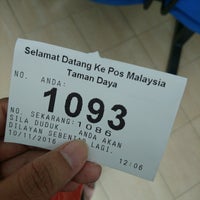 Selamat Datang Ke Pos Malaysia
Taman Daya
NO. ANDA:
1093
NO. SEKARANG: 1086
SILA DUDUK. ANDA AKAN
DILAYAN SEBENTAR LAGI.
10/11/2016 12:06